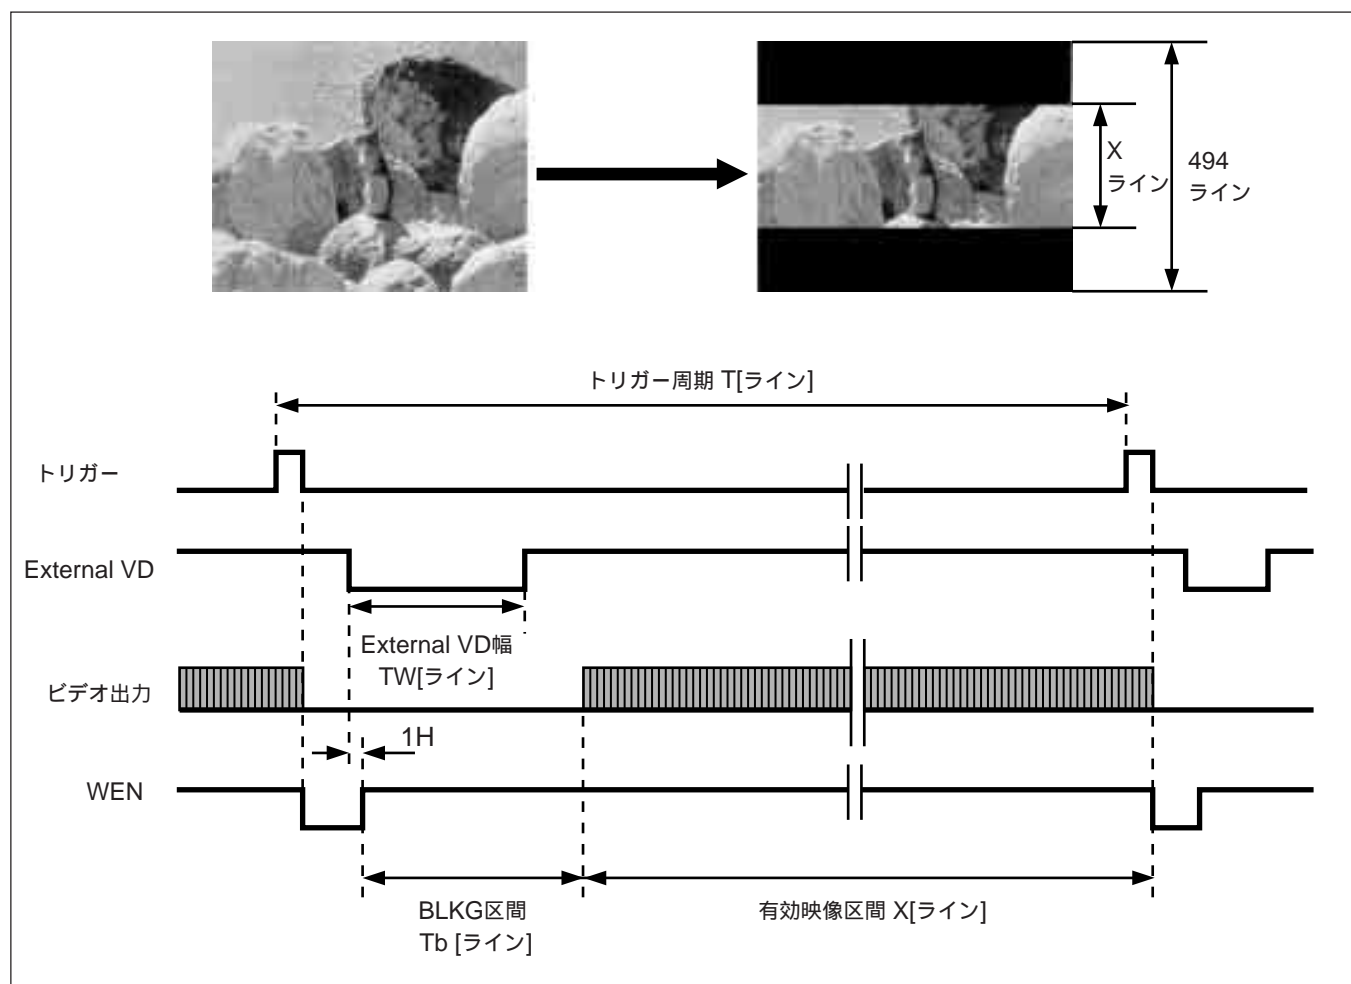 X
ライン
494
ライン
トリガー周期 T[ライン]
トリガー
External VD
External VD幅
TW[ライン]
ビデオ出力
1H
WEN
BLKG区間
Tb [ライン]
有効映像区間 X[ライン]